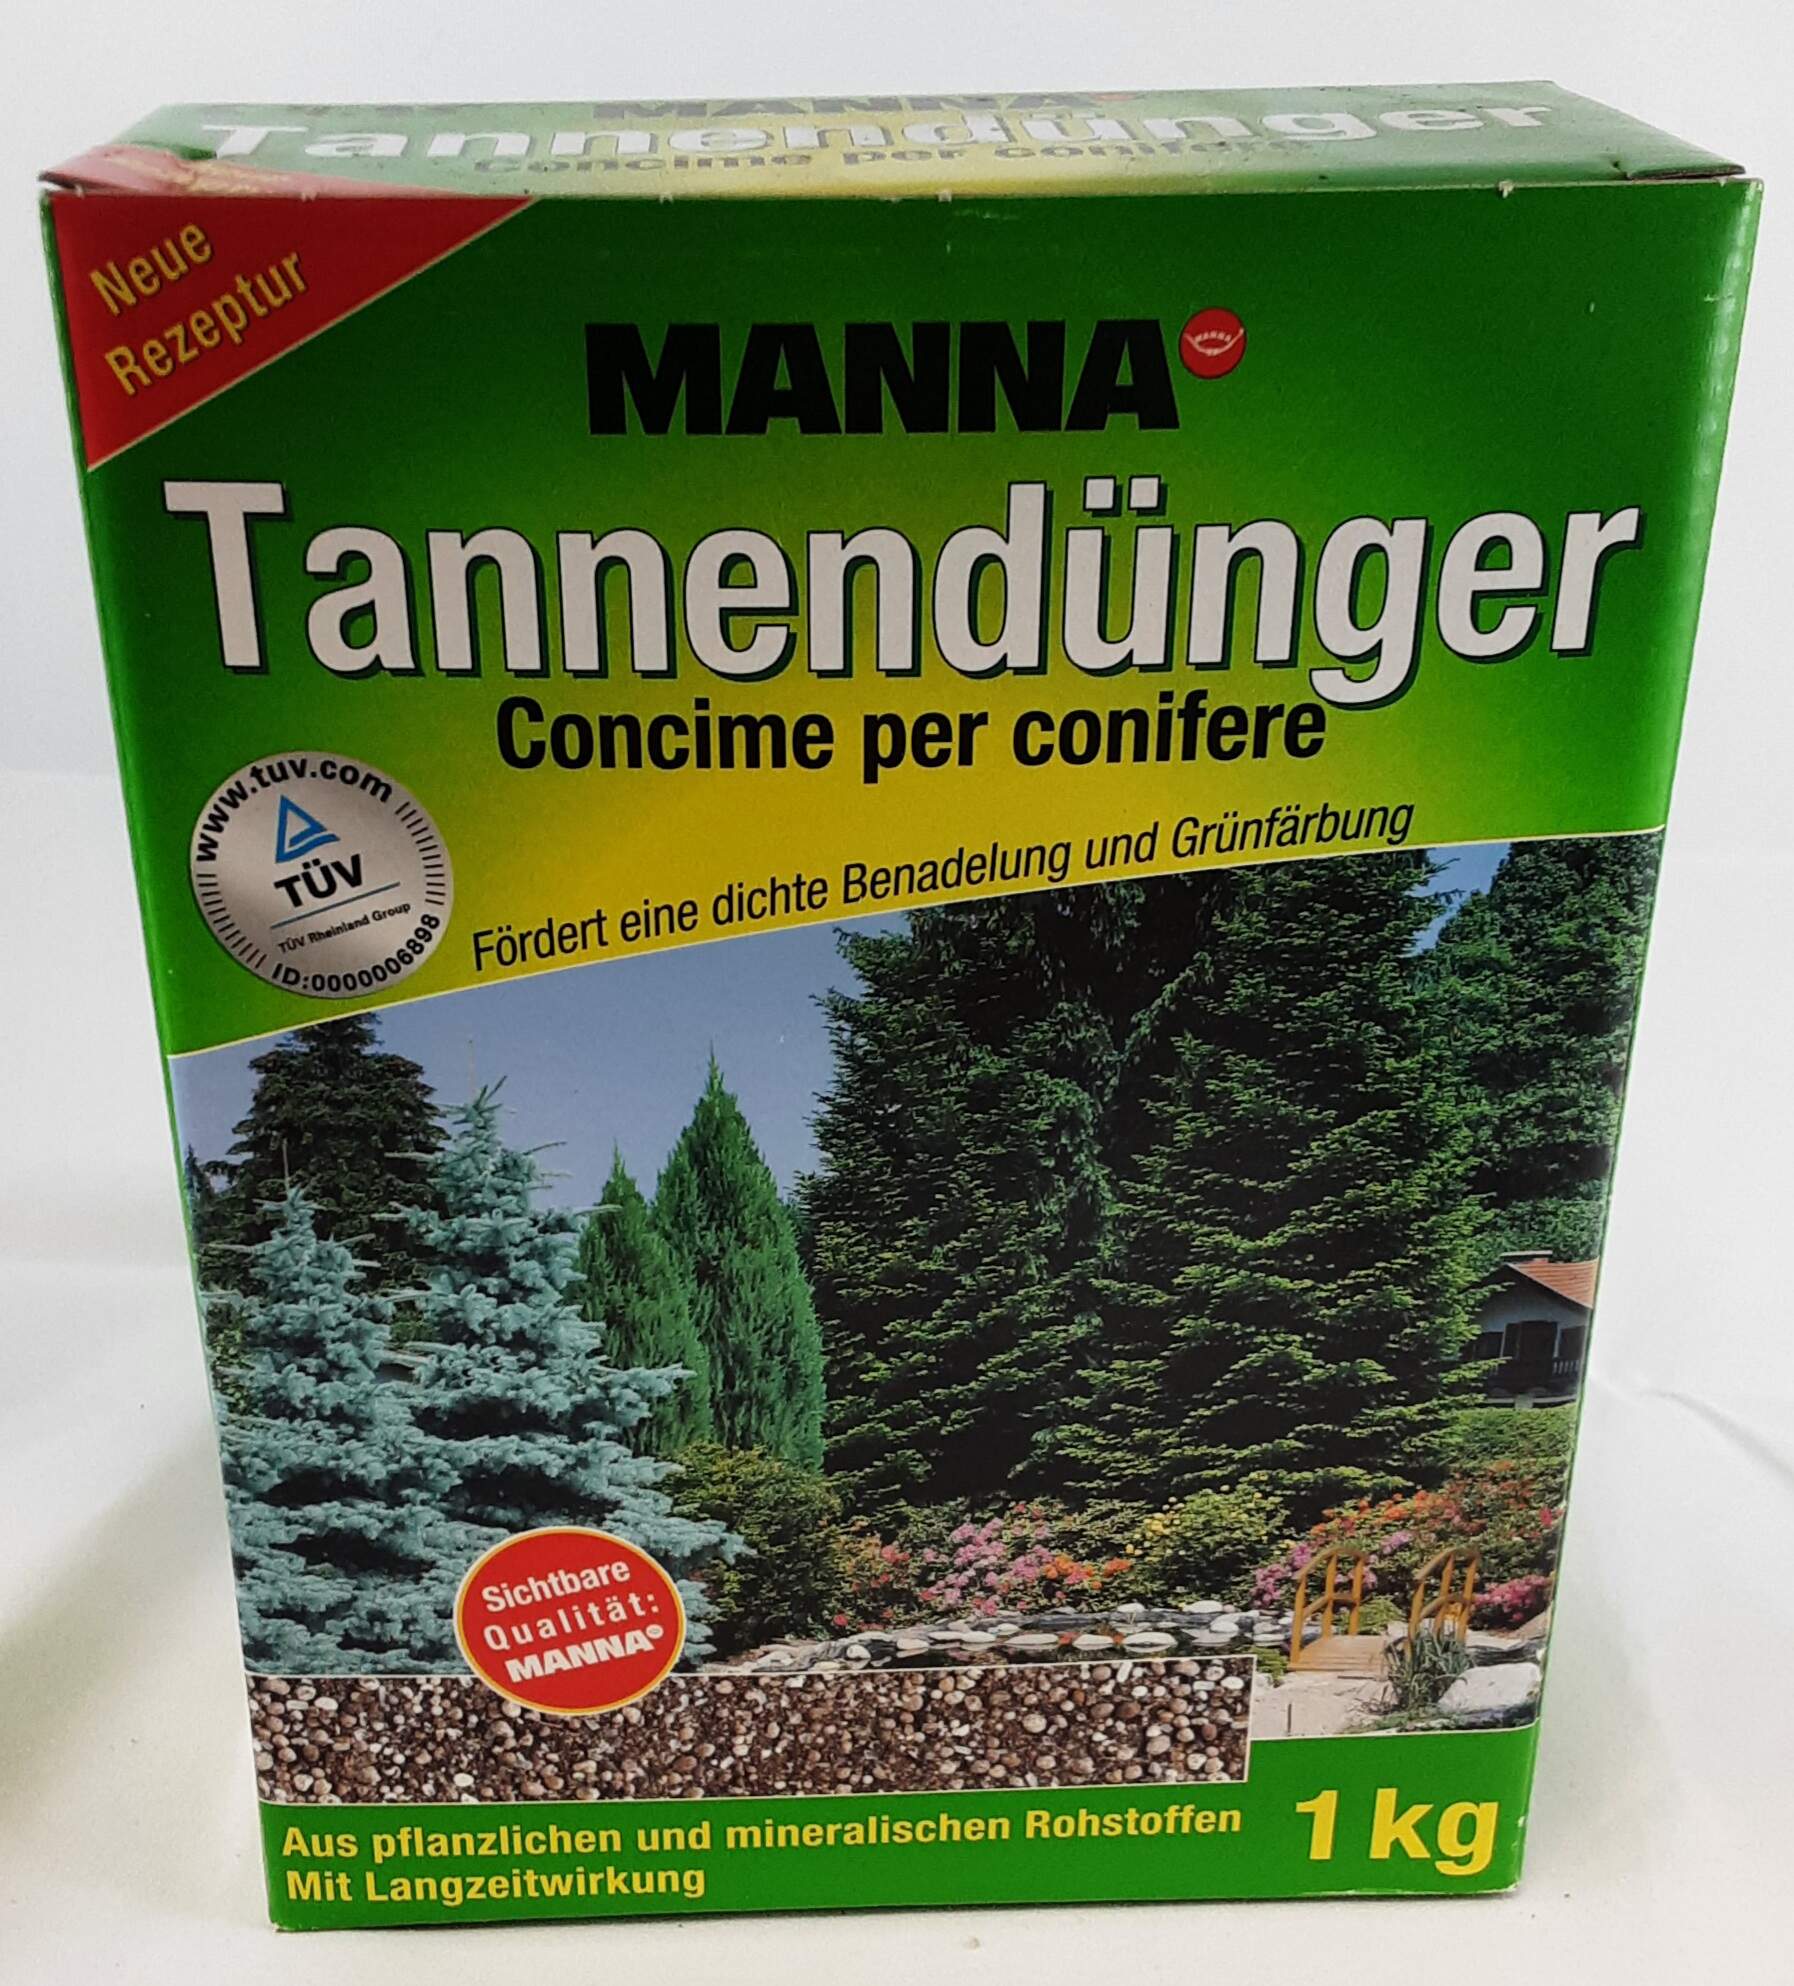 MANNA
Tannendünger
Concime per conifere
Neue
Rezeptur
MANNA
Tannendünger
Concime per conifere
www.tuv.com
TÜV
TÜV Rheinland Group
ID:0000006898
Fördert eine dichte Benadelung und Grünfärbung
Sichtbare
Qualität:
MANNA
Aus pflanzlichen und mineralischen Rohstoffen
Mit Langzeitwirkung
1 kg